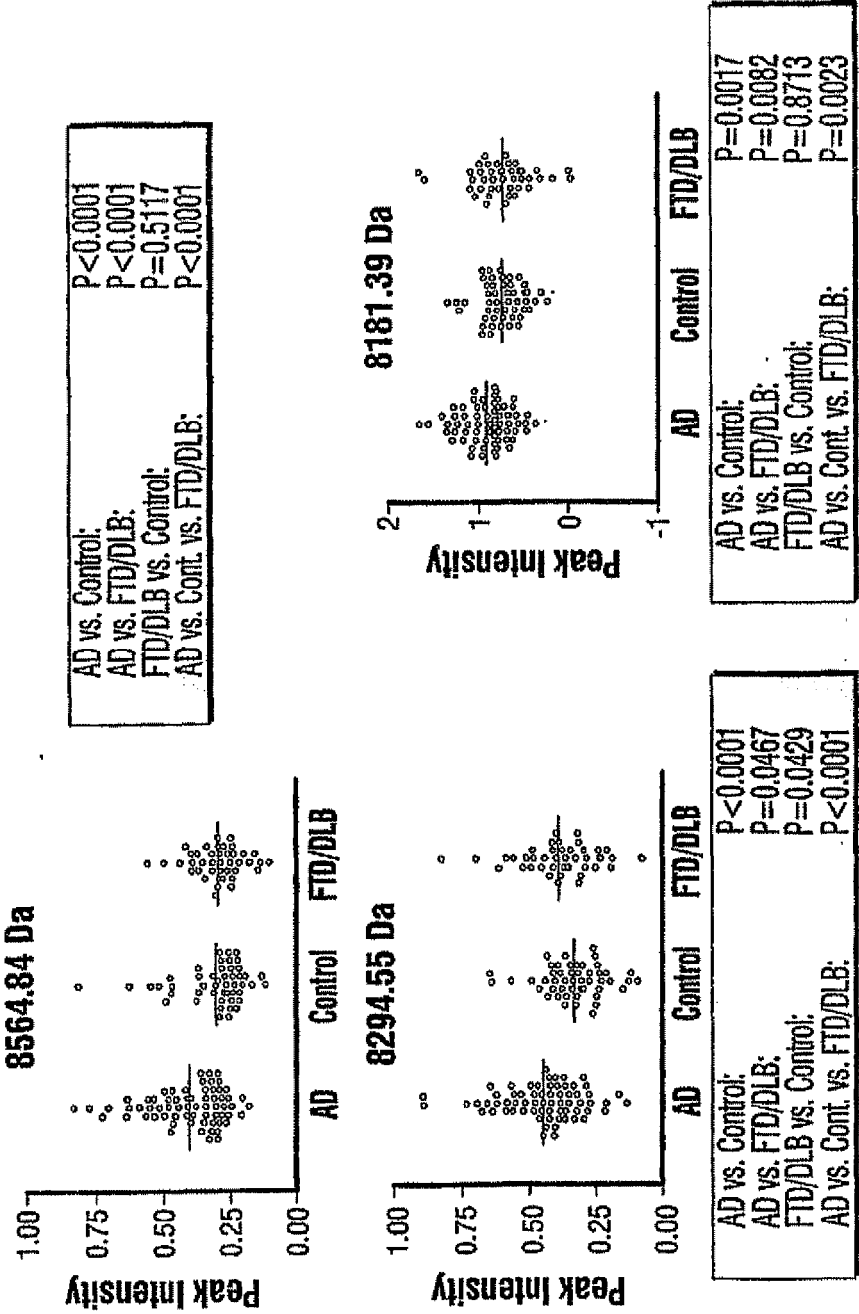 8564.84 Da
Peak Intensity
1.00
0.75
0.50
0.25
0.00
AD Control FTD/DLB
AD vs. Control: P<0.0001
AD vs. FTD/DLB: P<0.0001
FTD/DLB vs. Control: P=0.5117
AD vs. Cont. vs. FTD/DLB: P<0.0001
8294.55 Da
Peak Intensity
1.00
0.75
0.50
0.25
0.00
AD Control FTD/DLB
AD vs. Control: P<0.0001
AD vs. FTD/DLB: P=0.0467
FTD/DLB vs. Control: P=0.0429
AD vs. Cont. vs. FTD/DLB: P<0.0001
8181.39 Da
Peak Intensity
2
1
0
-1
AD Control FTD/DLB
AD vs. Control: P=0.0017
AD vs. FTD/DLB: P=0.0082
FTD/DLB vs. Control: P=0.8713
AD vs. Cont. vs. FTD/DLB: P=0.0023